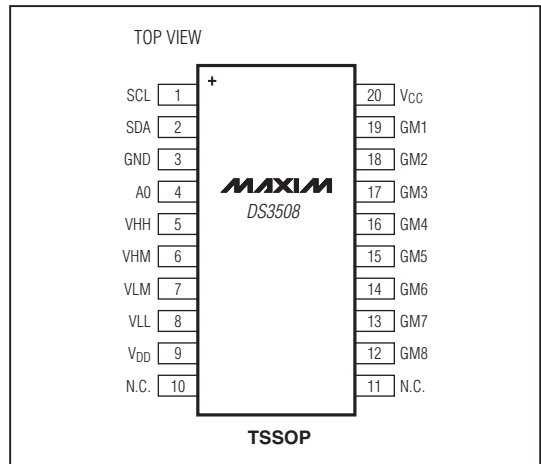 TOP VIEW
+
SCL 1 20 VCC
SDA 2 19 GM1
GND 3 18 GM2
A0 4 MAXIM 17 GM3
DS3508
VHH 5 16 GM4
VHM 6 15 GM5
VLM 7 14 GM6
VLL 8 13 GM7
VDD 9 12 GM8
N.C. 10 11 N.C.
TSSOP